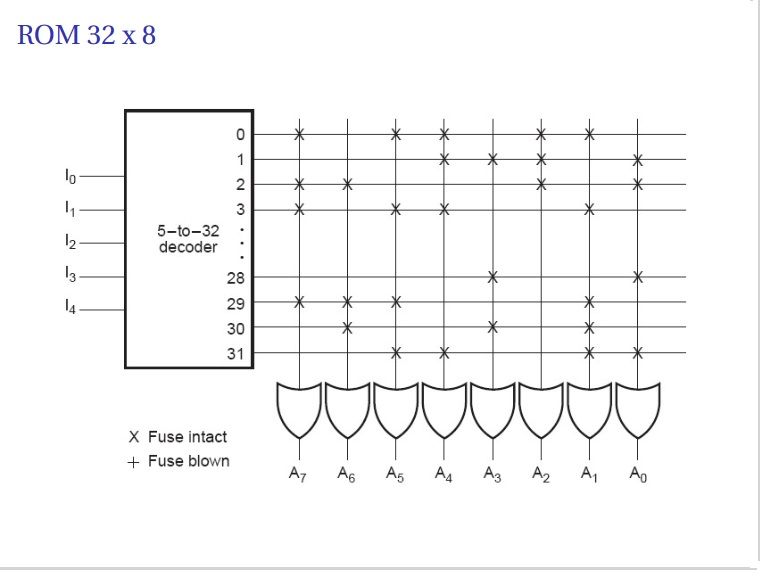 ROM 32 x 8
0
1
2
3
28
29
30
31
I0
I1
I2
I3
I4
5–to–32
decoder
X Fuse intact
+ Fuse blown
A7 A6 A5 A4 A3 A2 A1 A0